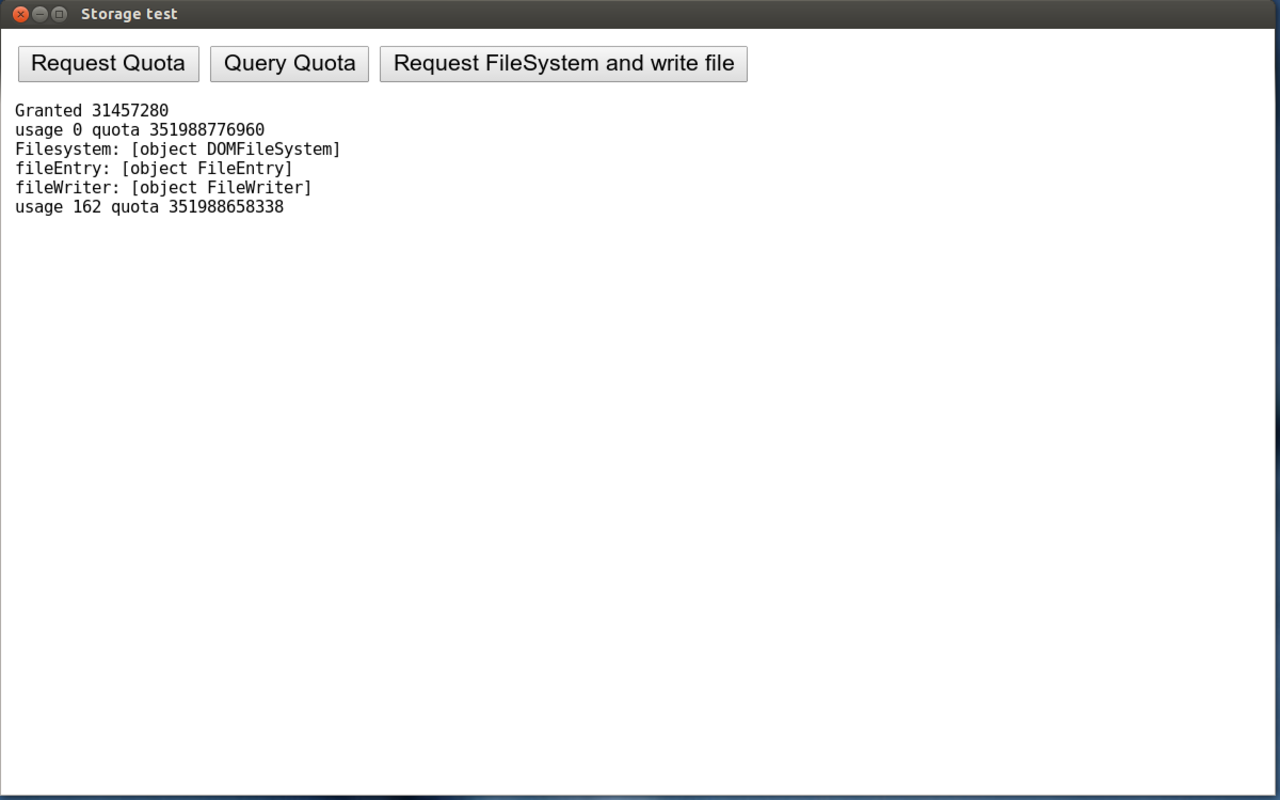 Storage test
Request Quota Query Quota Request FileSystem and write file
Granted 31457280
usage 0 quota 351988776960
Filesystem: [object DOMFileSystem]
fileEntry: [object FileEntry]
fileWriter: [object FileWriter]
usage 162 quota 351988658338